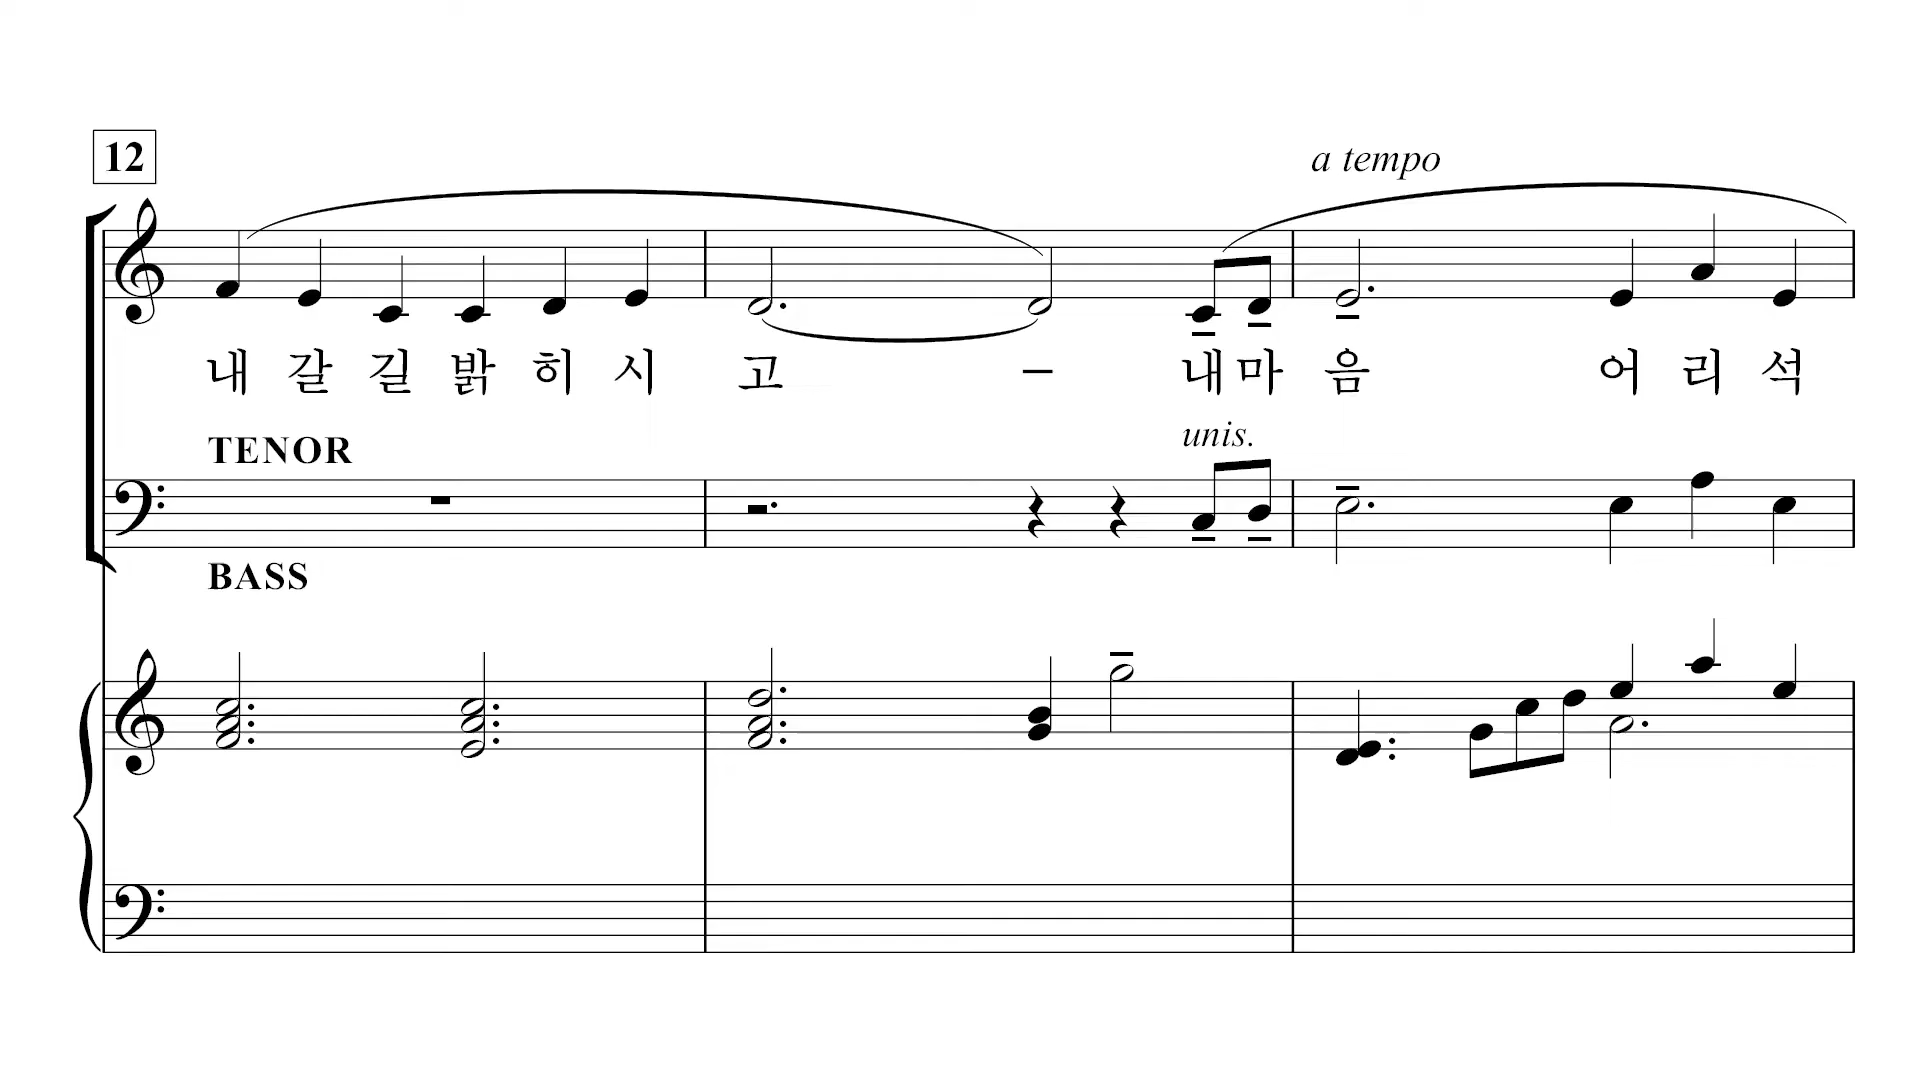 12
a tempo
내 갈 길 밝 히 시 고 – 내 마 음 어 리 석
TENOR
unis.
BASS